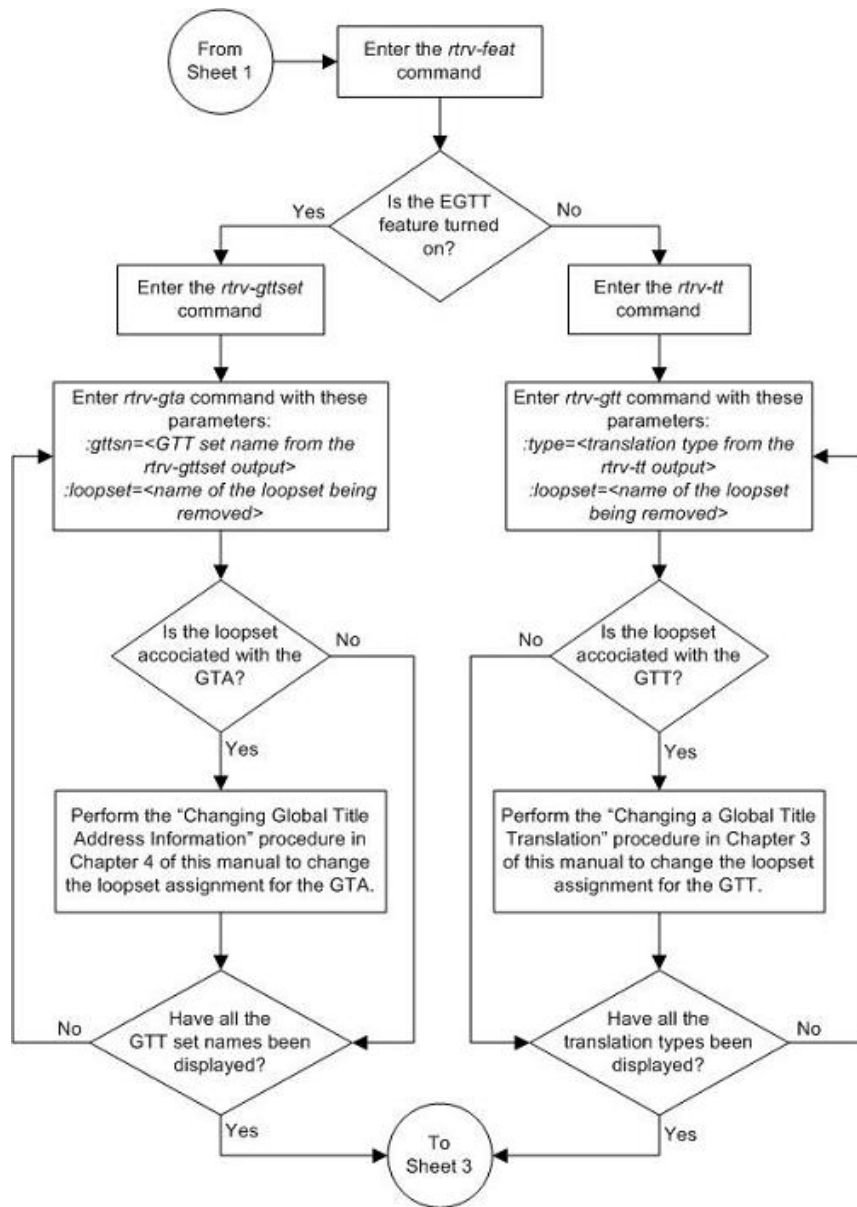 From
Sheet 1
Enter the rtrv-feat
command
Is the EGTT
feature turned
on?
Yes
No
Enter the rtrv-gttset
command
Enter the rtrv-tt
command
Enter rtrv-gta command with these
parameters:
:gttsn=<GTT set name from the
rtrv-gttset output>
:loopset=<name of the loopset being
removed>
Enter rtrv-gtt command with these
parameters:
:type=<translation type from the
rtrv-tt output>
:loopset=<name of the loopset
being removed>
Is the loopset
accociated with the
GTA?
No
Yes
No
Is the loopset
accociated with the
GTT?
Yes
Perform the “Changing Global Title
Address Information” procedure in
Chapter 4 of this manual to change
the loopset assignment for the GTA.
Perform the “Changing a Global Title
Translation” procedure in Chapter 3
of this manual to change the loopset
assignment for the GTT.
No
Have all the
GTT set names been
displayed?
Yes
Have all the
translation types been
displayed?
No
Yes
To
Sheet 3